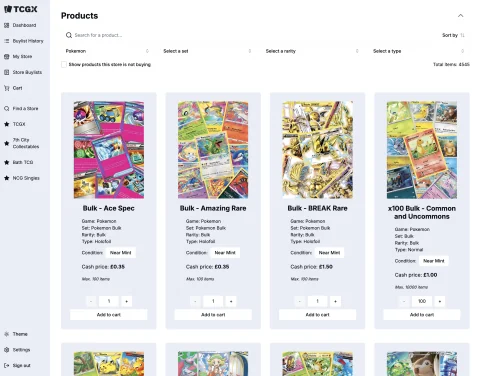 TCGX
Dashboard
Buylist History
My Store
Store Buylists
Cart
Find a Store
TCGX
7th City
Collectables
Bath TCG
NCG Singles
Theme
Settings
Sign out
Products
Search for a product...
Sort by
Pokemon
Select a set
Select a rarity
Select a type
Show products this store is not buying
Total items: 4545
Bulk - Ace Spec
Game: Pokemon
Set: Pokemon Bulk
Rarity: Bulk
Type: Holofoil
Condition: Near Mint
Cash price: £0.35
Max. 100 items
- 1 +
Add to cart
Bulk - Amazing Rare
Game: Pokemon
Set: Pokemon Bulk
Rarity: Bulk
Type: Holofoil
Condition: Near Mint
Cash price: £0.35
Max. 100 items
- 1 +
Add to cart
Bulk - BREAK Rare
Game: Pokemon
Set: Pokemon Bulk
Rarity: Bulk
Type: Holofoil
Condition: Near Mint
Cash price: £1.50
Max. 100 items
- 1 +
Add to cart
x100 Bulk - Common
and Uncommons
Game: Pokemon
Set: Bulk
Rarity: Bulk
Type: Normal
Condition: Near Mint
Cash price: £1.00
Max. 10000 items
- 100 +
Add to cart